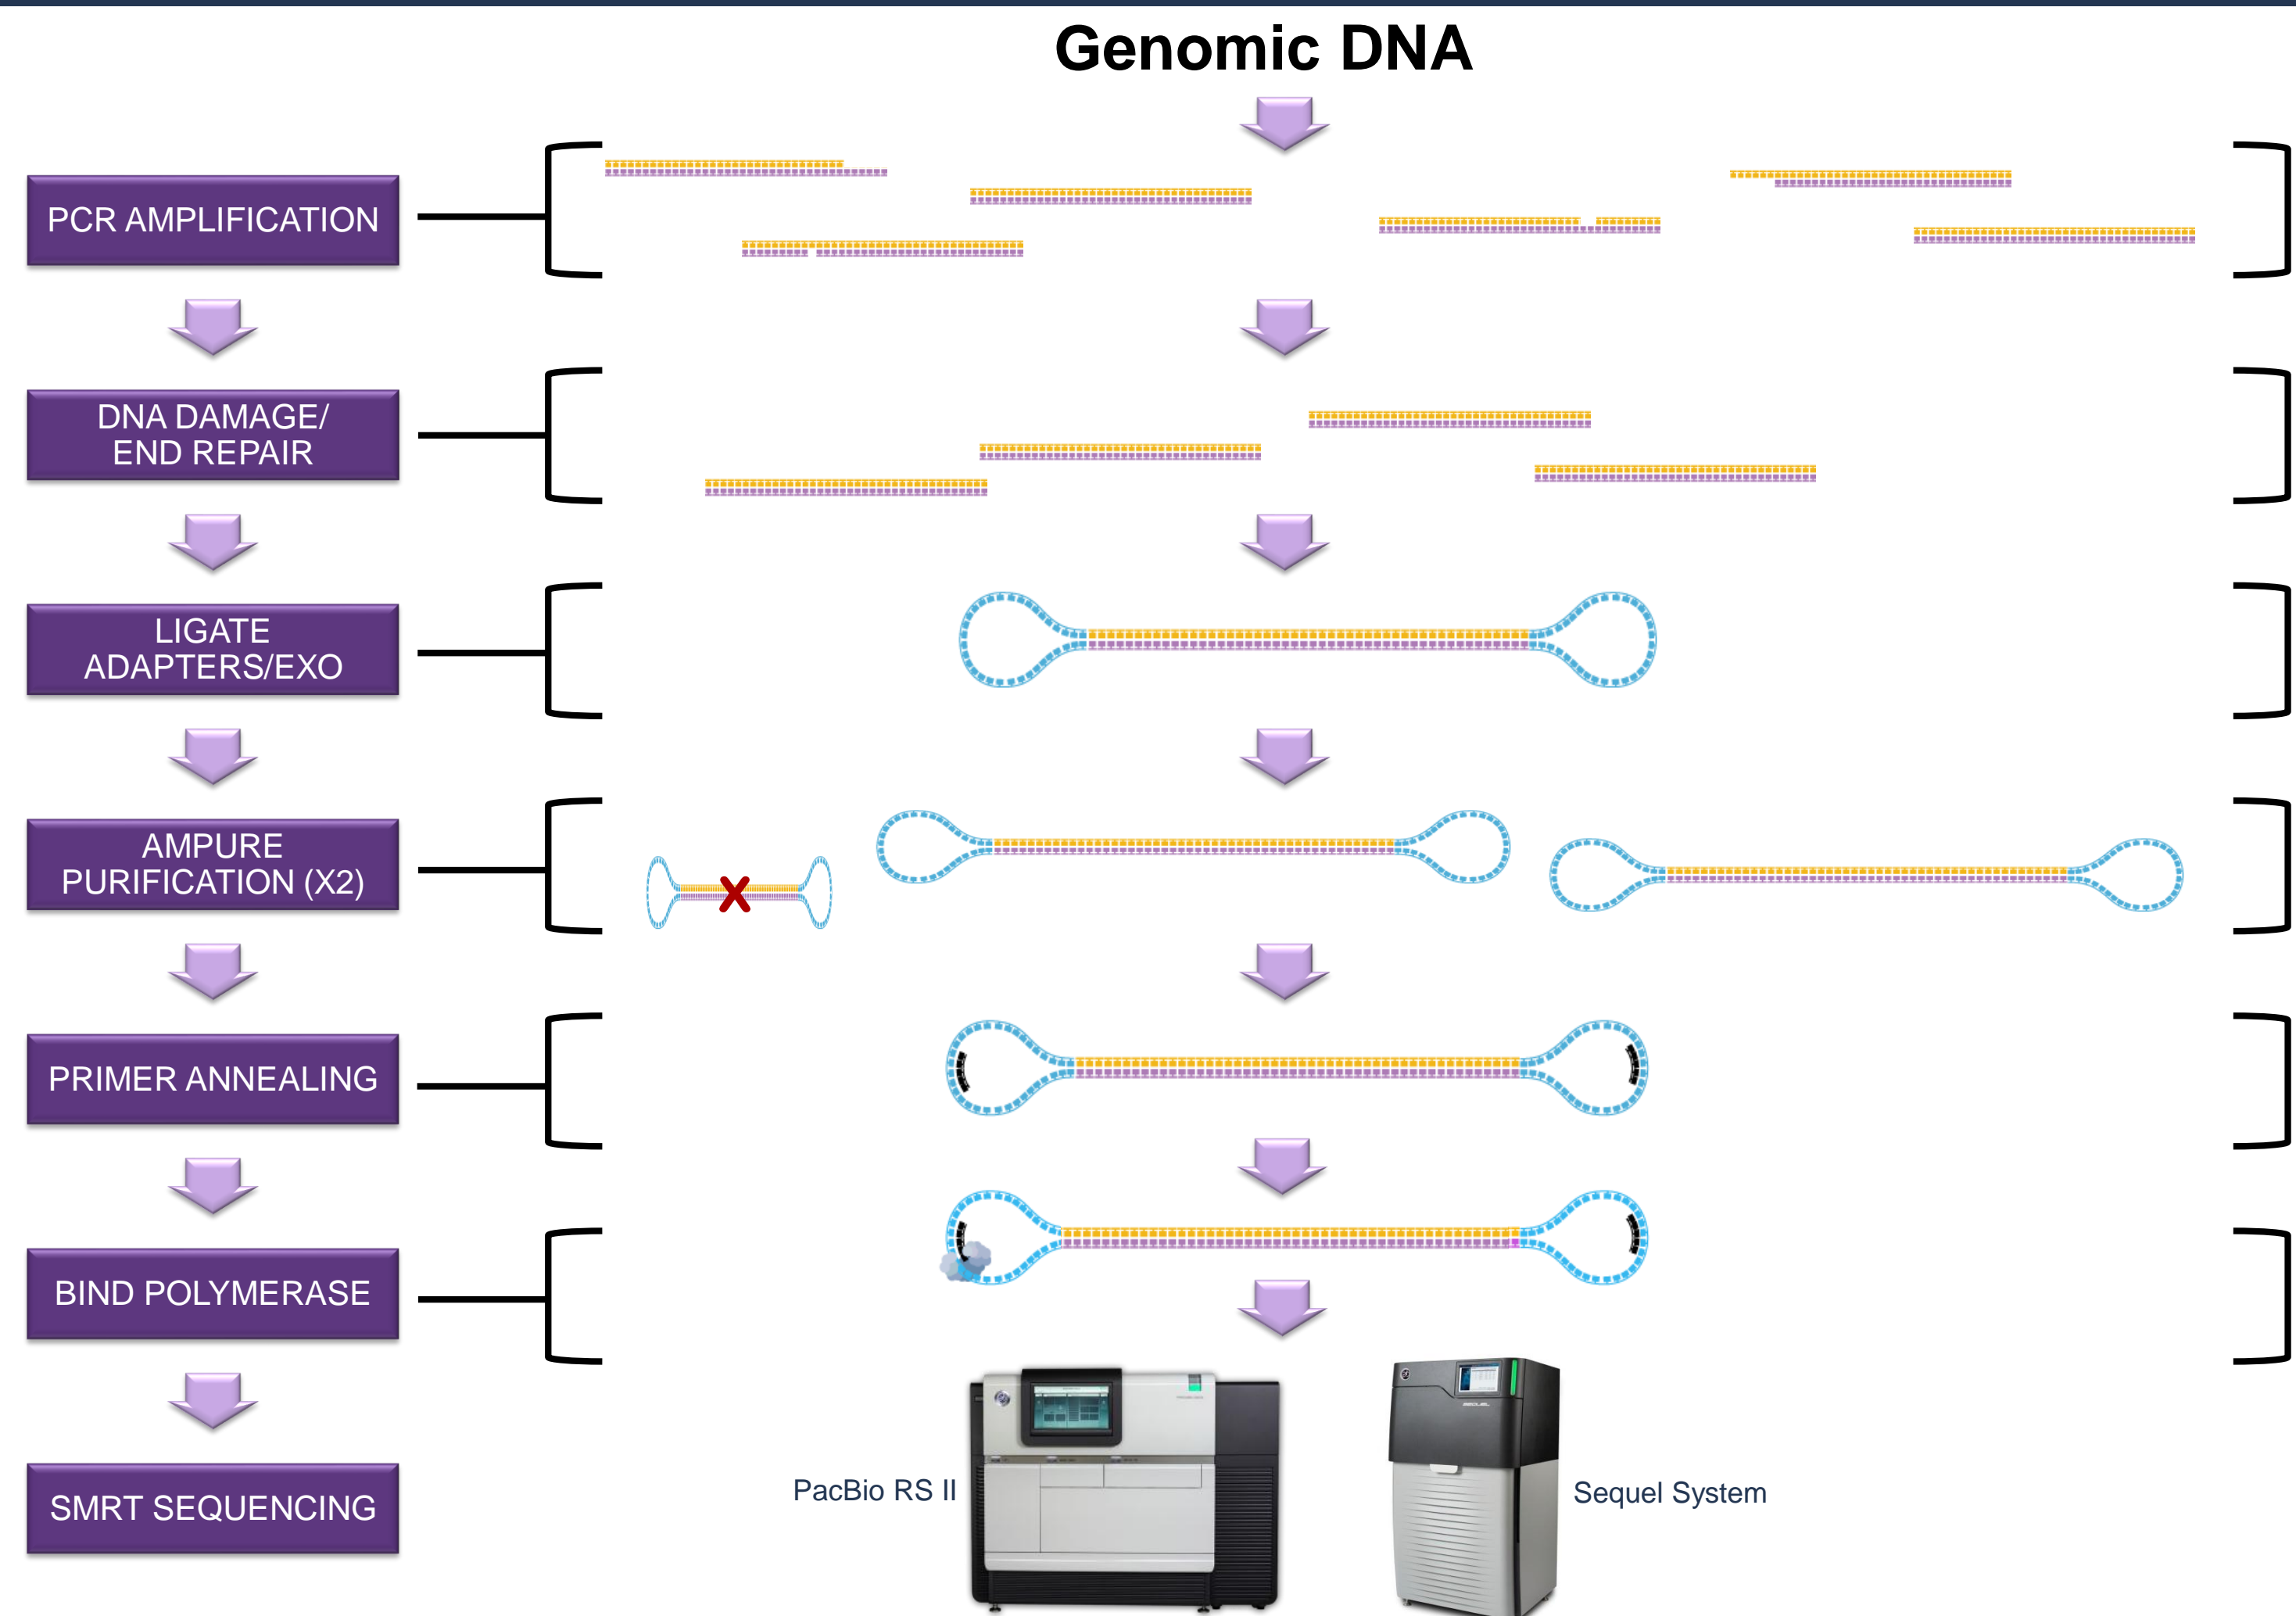 Genomic DNA
PCR AMPLIFICATION
DNA DAMAGE/
END REPAIR
LIGATE
ADAPTERS/EXO
AMPURE
PURIFICATION (X2)
PRIMER ANNEALING
BIND POLYMERASE
SMRT SEQUENCING
PacBio RS II
SEQUEL
Sequel System